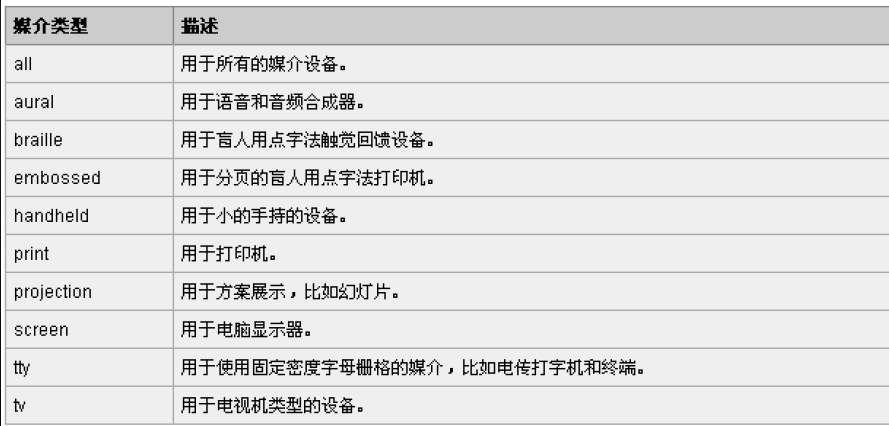 媒介类型 描述
all 用于所有的媒介设备。
aural 用于语音和音频合成器。
braille 用于盲人用点字法触觉回馈设备。
embossed 用于分页的盲人用点字法打印机。
handheld 用于小的手持的设备。
print 用于打印机。
projection 用于方案展示，比如幻灯片。
screen 用于电脑显示器。
tty 用于使用固定密度字母栅格的媒介，比如电传打字机和终端。
tv 用于电视机类型的设备。